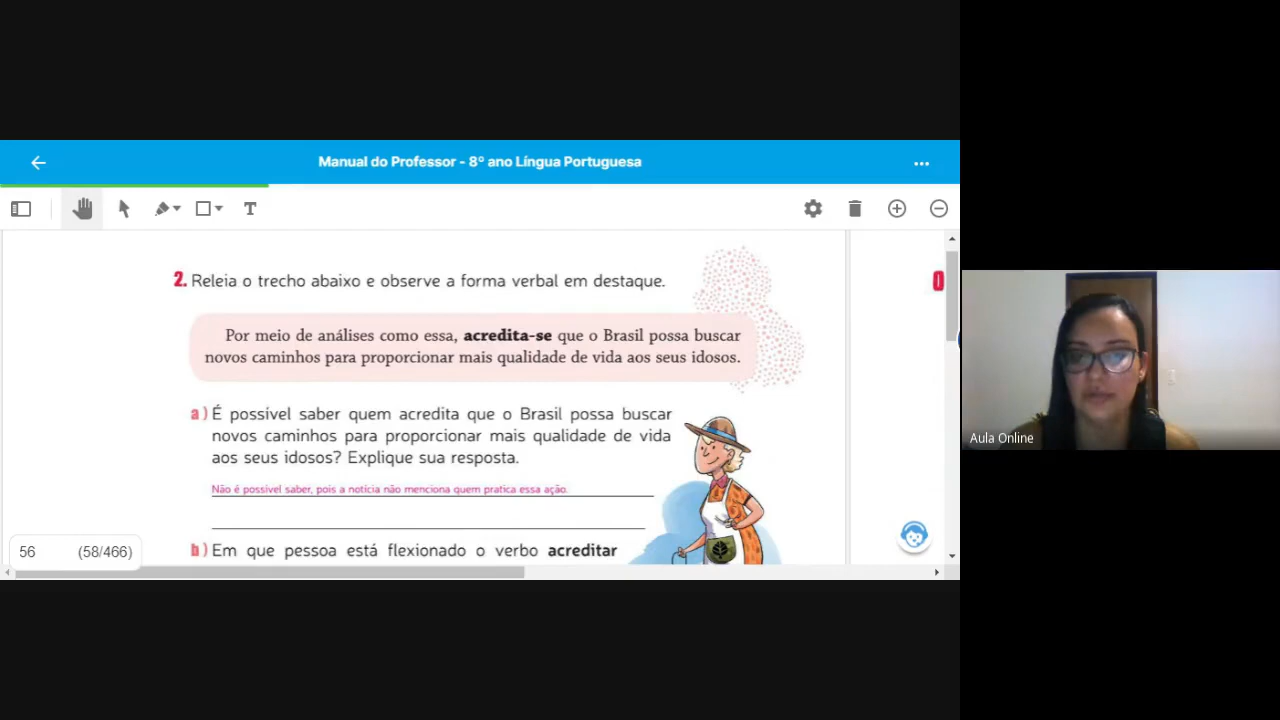 Manual do Professor - 8º ano Língua Portuguesa
T
2. Releia o trecho abaixo e observe a forma verbal em destaque.
Por meio de análises como essa, acredita-se que o Brasil possa buscar
novos caminhos para proporcionar mais qualidade de vida aos seus idosos.
a) É possível saber quem acredita que o Brasil possa buscar
novos caminhos para proporcionar mais qualidade de vida
aos seus idosos? Explique sua resposta.
Não é possível saber, pois a notícia não menciona quem pratica essa ação.
b) Em que pessoa está flexionado o verbo acreditar
56 (58/466)
Aula Online